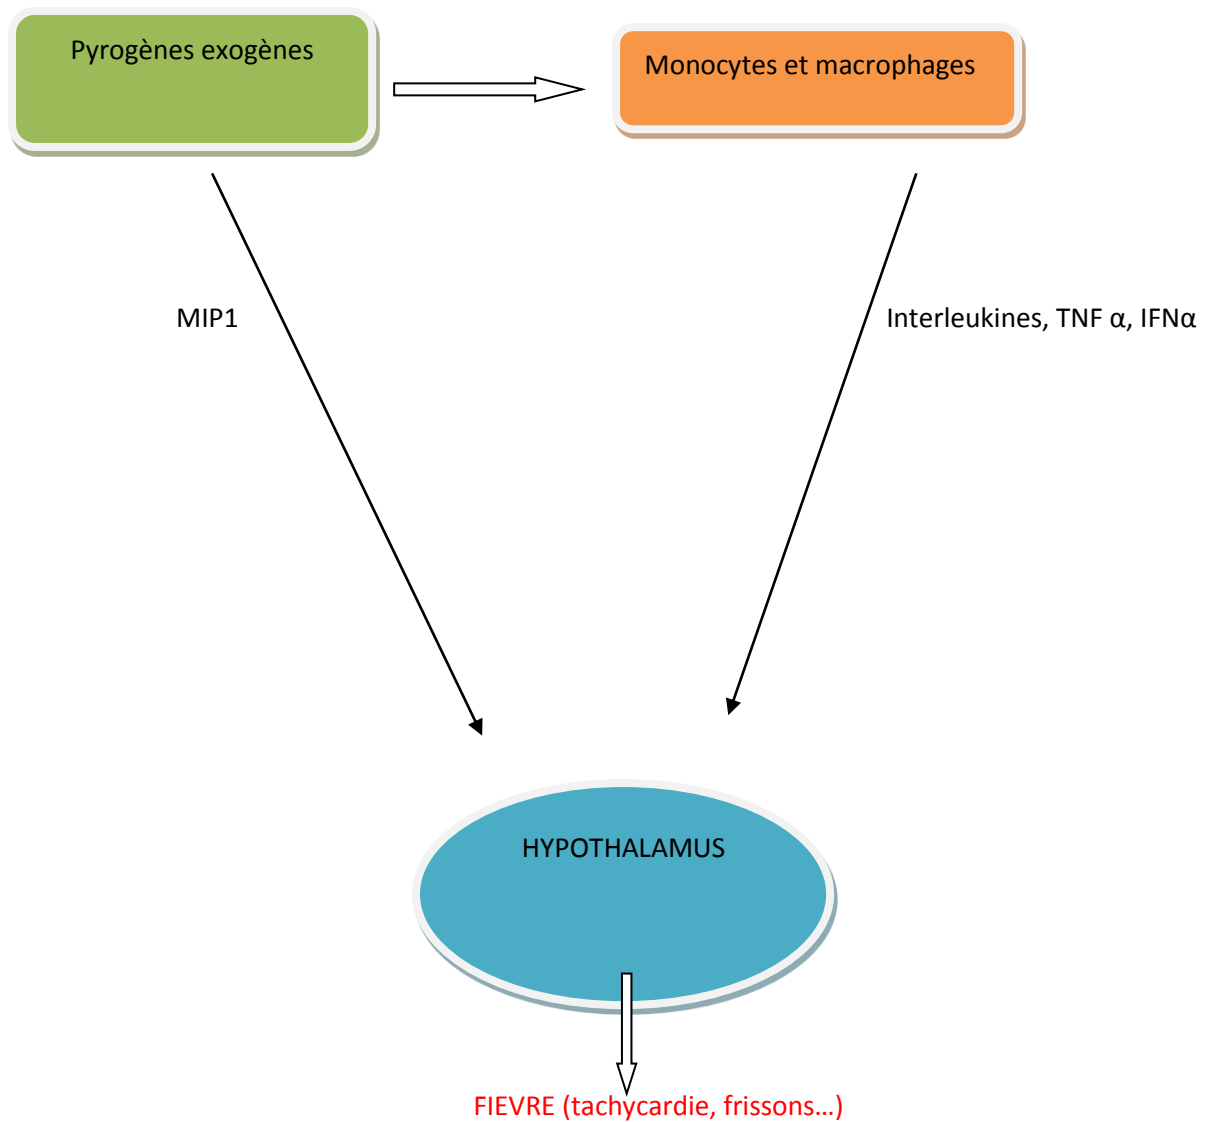 Pyrogènes exogènes
Monocytes et macrophages
MIP1
Interleukines, TNF α, IFNα
HYPOTHALAMUS
FIEVRE (tachycardie, frissons…)